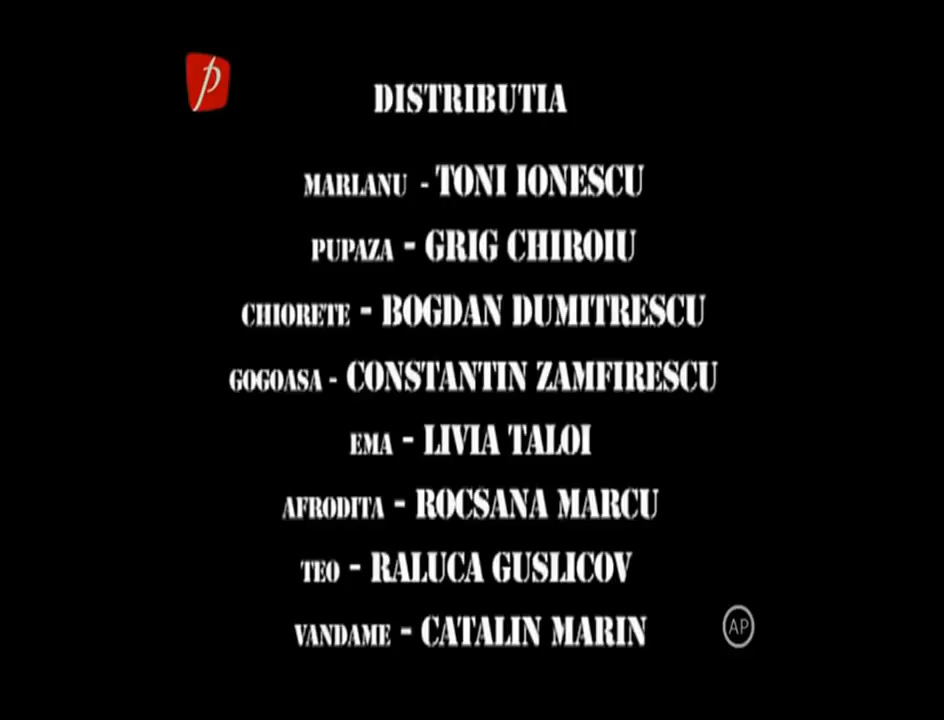 p
DISTRIBUTIA
MARLANU - TONI IONESCU
PUPAZA - GRIG CHIROIU
CHIORETE - BOGDAN DUMITRESCU
GOGOASA - CONSTANTIN ZAMFIRESCU
EMA - LIVIA TALOI
AFRODITA - ROCSANA MARCU
TEO - RALUCA GUSLICOV
VANDAME - CATALIN MARIN
AP